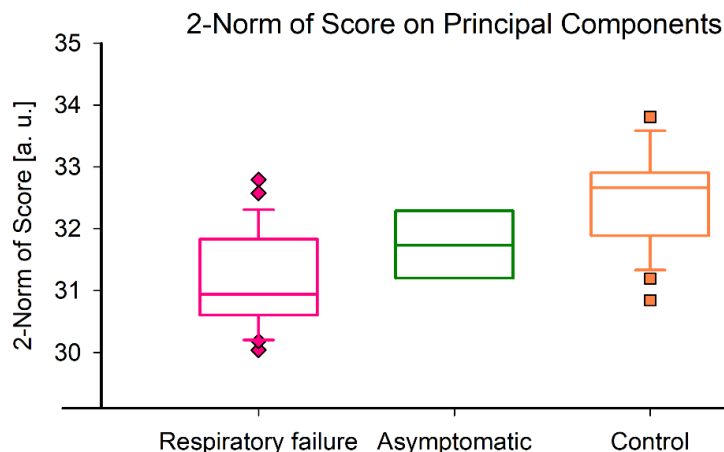 2-Norm of Score on Principal Components
2-Norm of Score [a. u.]
35
34
33
32
31
30
Respiratory failure
Asymptomatic
Control